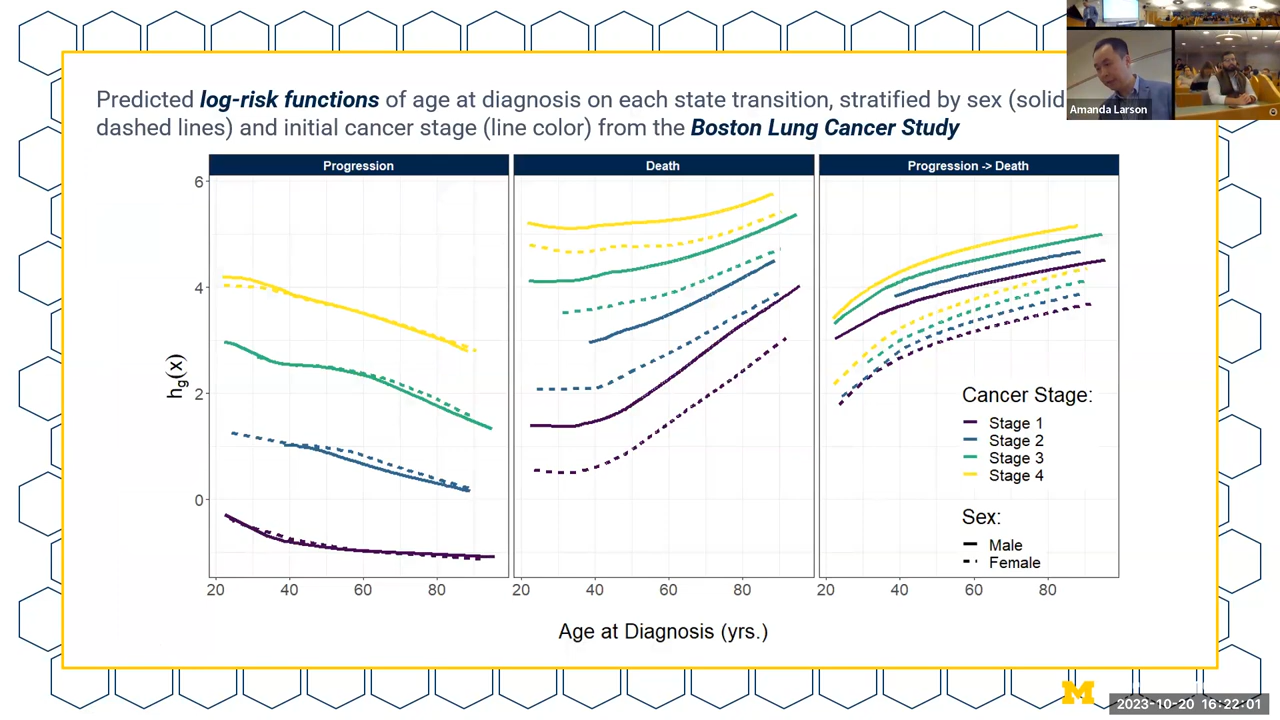 Predicted log-risk functions of age at diagnosis on each state transition, stratified by sex (solid
dashed lines) and initial cancer stage (line color) from the Boston Lung Cancer Study
Amanda Larson
Progression
Death
Progression -> Death
6
4
2
0
hg(x)
20 40 60 80
20 40 60 80
20 40 60 80
Age at Diagnosis (yrs.)
Cancer Stage:
Stage 1
Stage 2
Stage 3
Stage 4
Sex:
Male
Female
M
2023-10-20 16:22:01